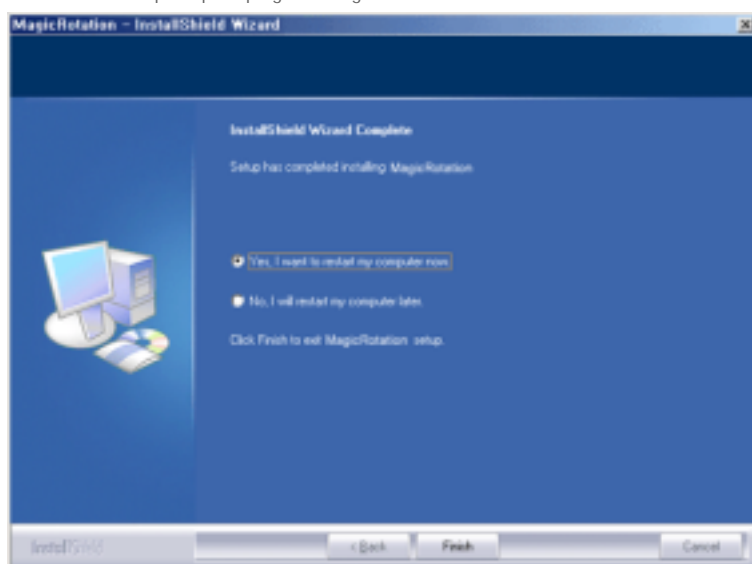 MagicRotation – InstallShield Wizard
InstallShield Wizard Complete
Setup has completed installing MagicRotation
Yes, I want to restart my computer now.
No, I will restart my computer later.
Click Finish to exit MagicRotation setup.
InstallShield
< Back
Finish
Cancel